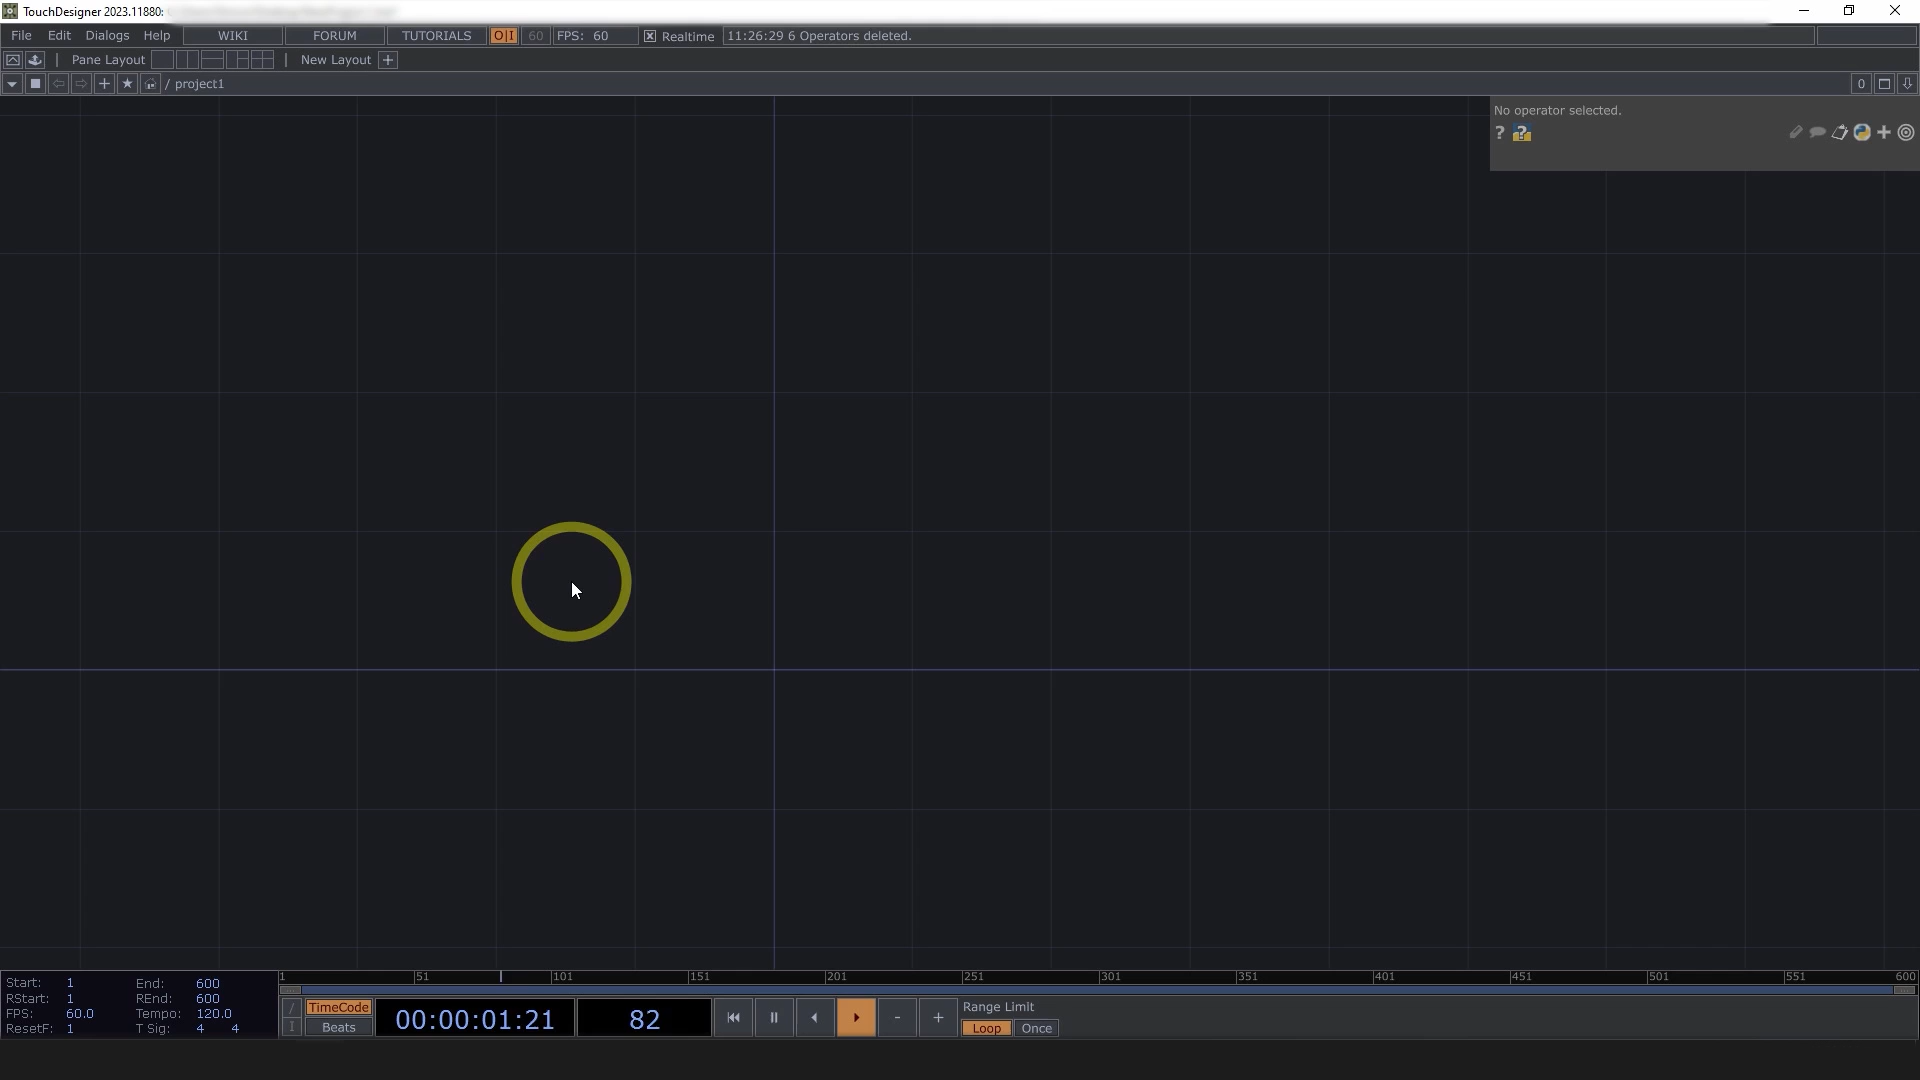 TouchDesigner 2023.11880:
File Edit Dialogs Help WIKI FORUM TUTORIALS O|I 60 FPS: 60 Realtime 11:26:29 6 Operators deleted.
Pane Layout New Layout +
/ project1 0
No operator selected.
Start: 1 End: 600
RStart: 1 REnd: 600
FPS: 60.0 Tempo: 120.0
ResetF: 1 T Sig: 4 4
1 51 101 151 201 251 301 351 401 451 501 551 600
TimeCode
Beats
00:00:01:21
82
Range Limit
Loop Once